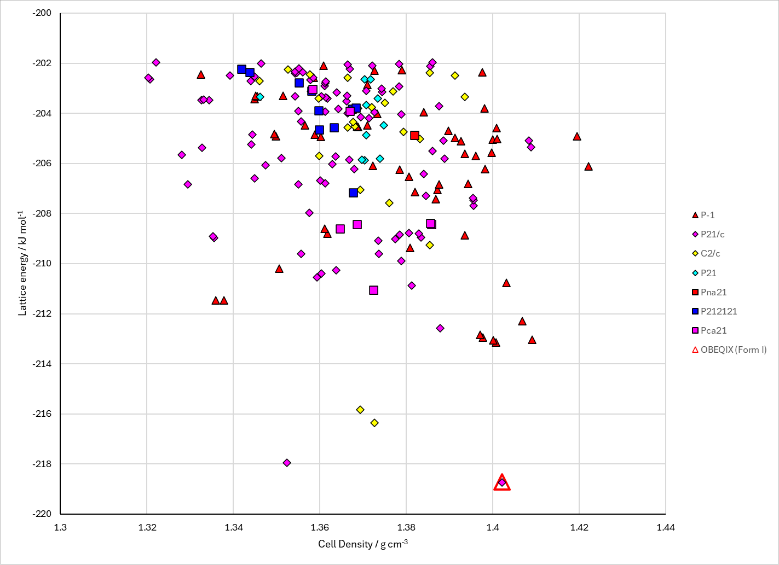 -200
-202
-204
-206
-208
-210
-212
-214
-216
-218
-220
Lattice energy / kJ mol⁻¹
1.3
1.32
1.34
1.36
1.38
1.4
1.42
1.44
Cell Density / g cm⁻³
P-1
P21/c
C2/c
P21
Pna21
P212121
Pca21
OBEQIX (Form I)